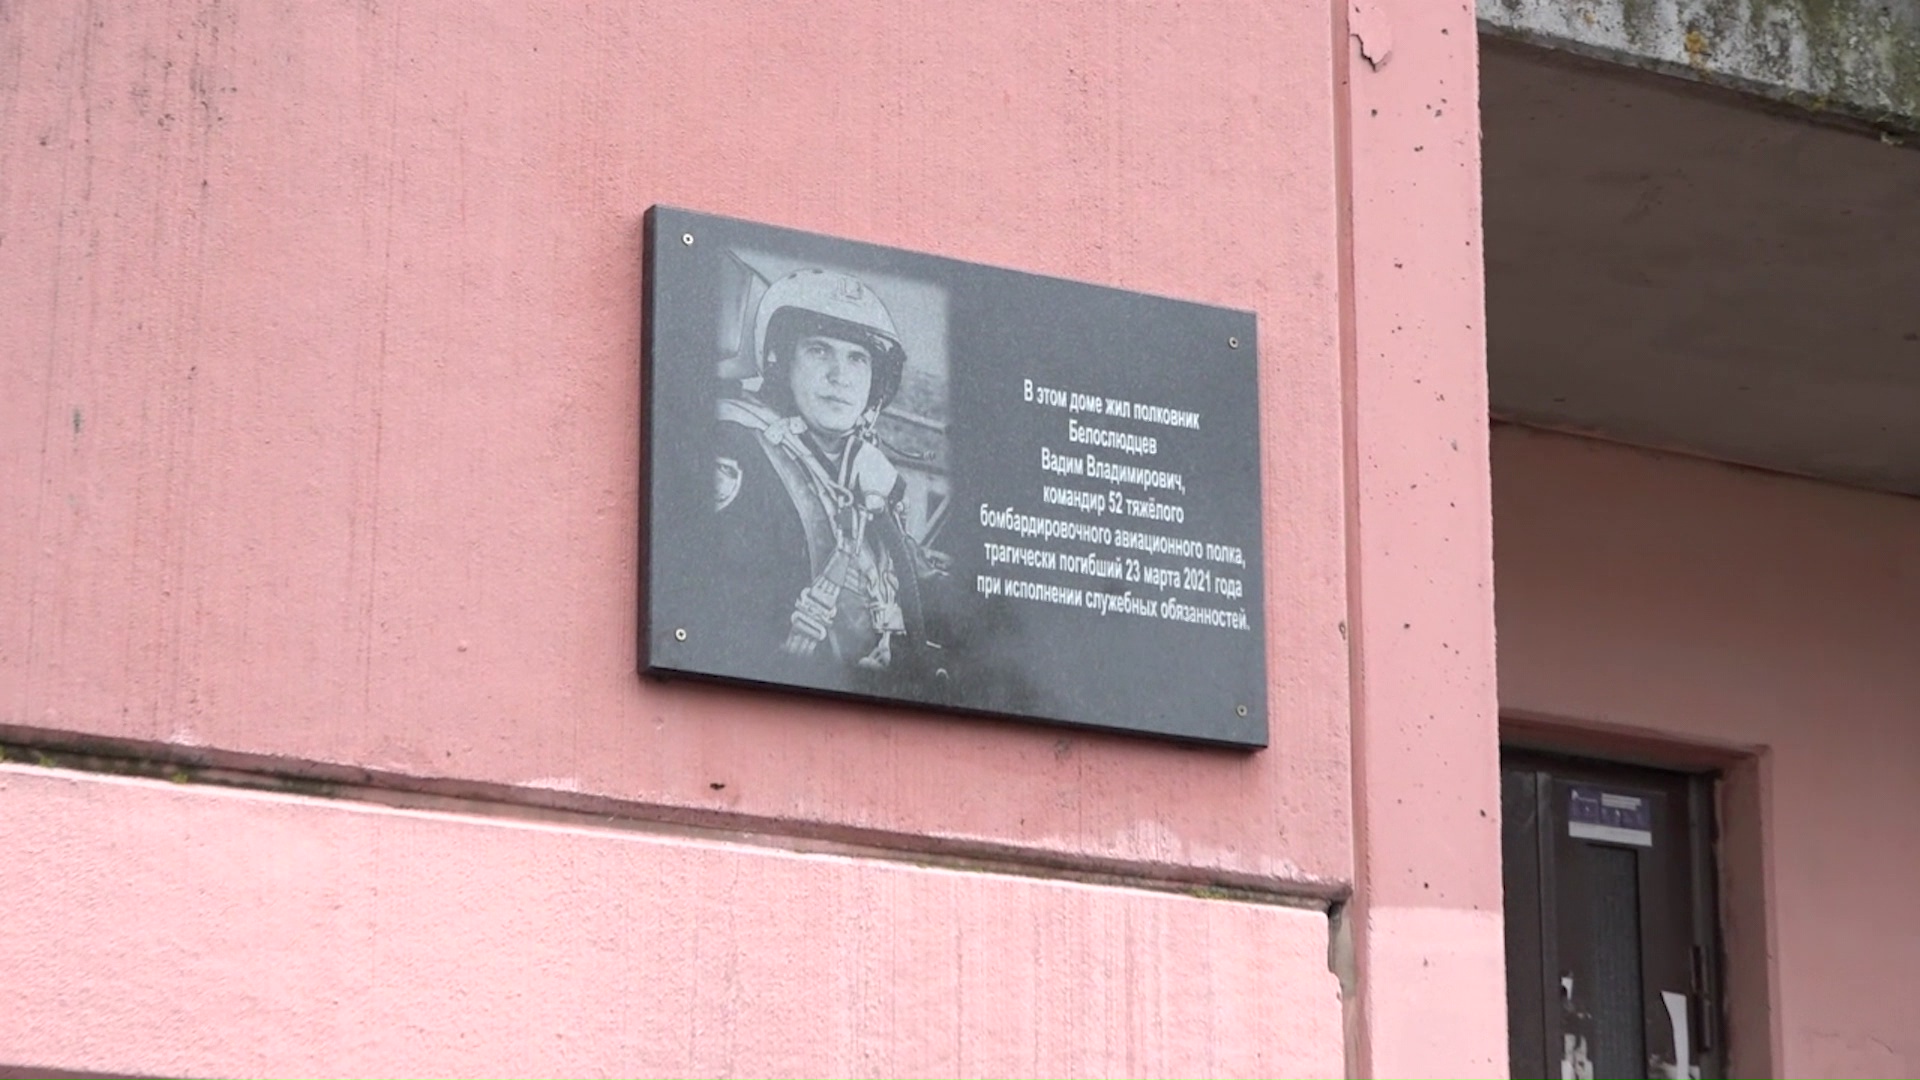 В этом доме жил полковник
Белослюдцев
Вадим Владимирович,
командир 52 тяжёлого
бомбардировочного авиационного полка,
трагически погибший 23 марта 2021 года
при исполнении служебных обязанностей.